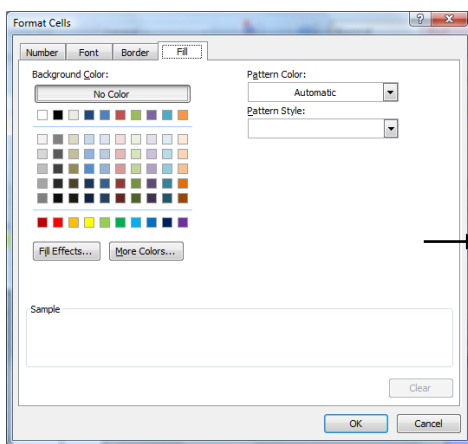 Format Cells
Number Font Border Fill
Background Color:
No Color
Pattern Color:
Automatic
Pattern Style:
Fill Effects... More Colors...
Sample
Clear
OK Cancel